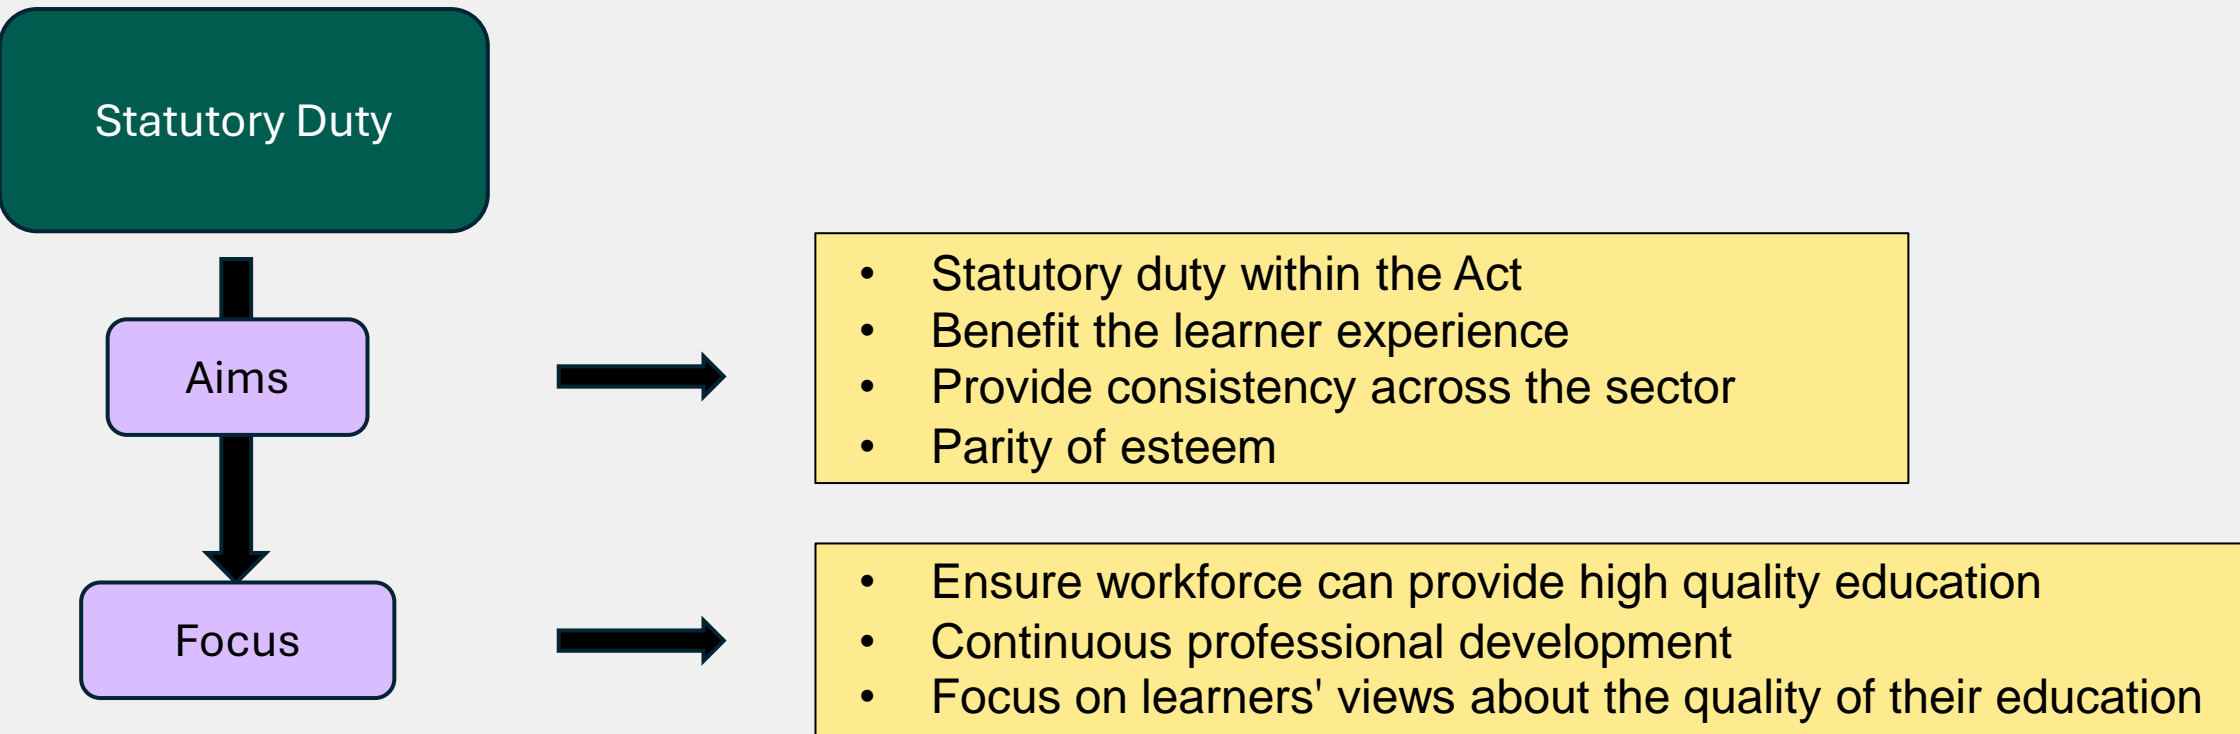 Statutory Duty
Aims
• Statutory duty within the Act
• Benefit the learner experience
• Provide consistency across the sector
• Parity of esteem
Focus
• Ensure workforce can provide high quality education
• Continuous professional development
• Focus on learners' views about the quality of their education